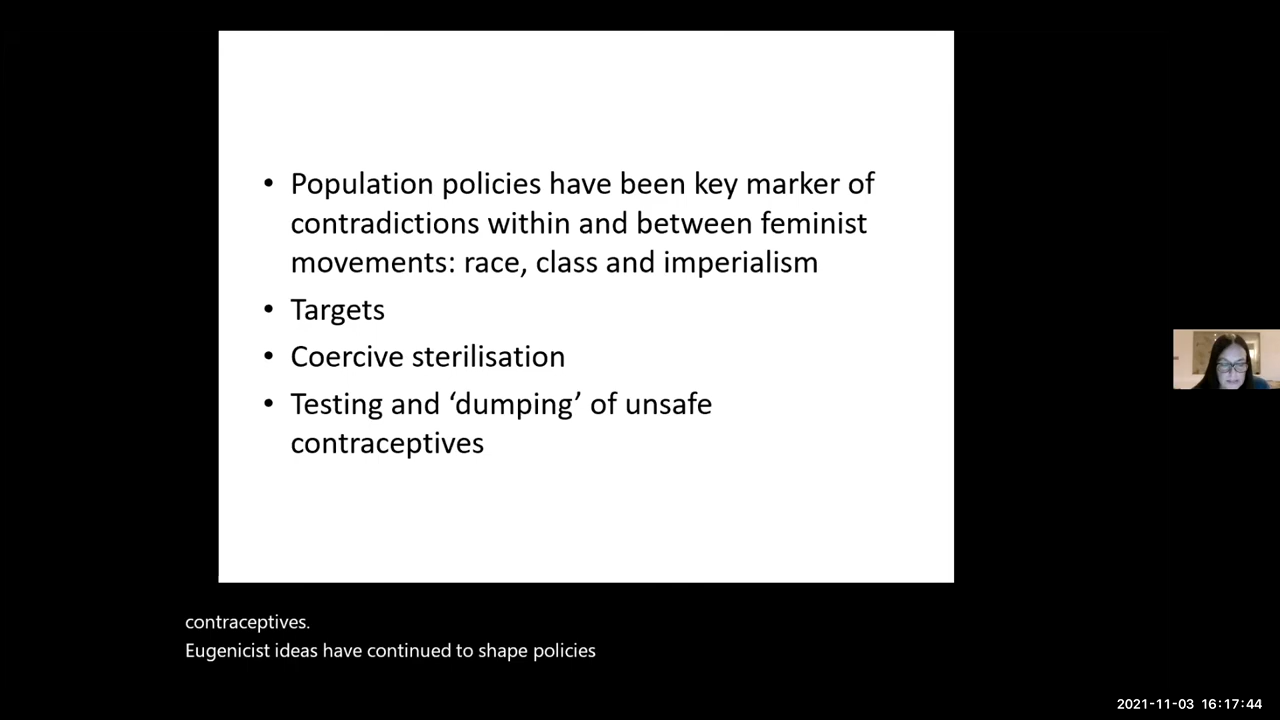 • Population policies have been key marker of
contradictions within and between feminist
movements: race, class and imperialism
• Targets
• Coercive sterilisation
• Testing and ‘dumping’ of unsafe
contraceptives
contraceptives.
Eugenicist ideas have continued to shape policies
2021-11-03 16:17:44